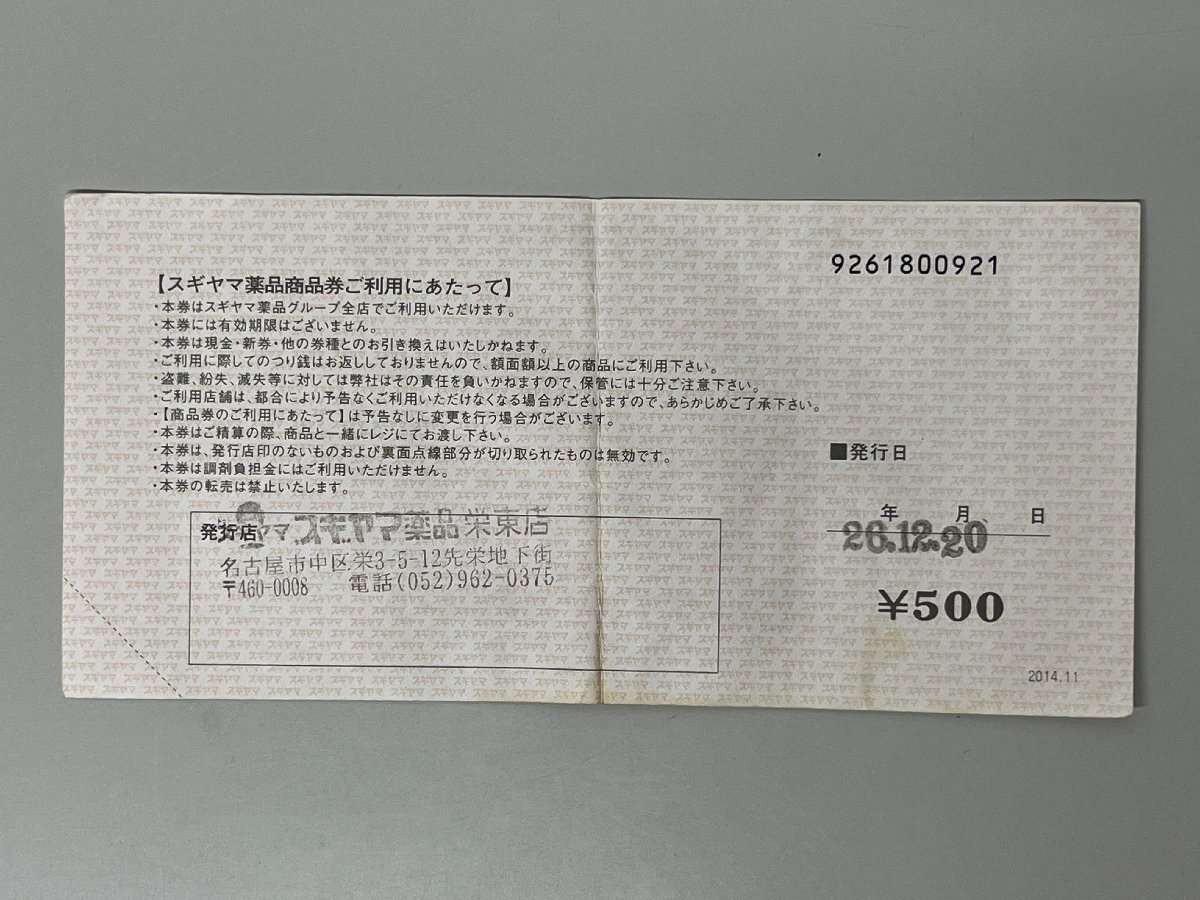 9261800921
【スギヤマ薬品商品券ご利用にあたって】
・本券はスギヤマ薬品グループ全店でご利用いただけます。
・本券には有効期限はございません。
・本券は現金・新券・他の券種とのお引き換えはいたしかねます。
・ご利用に際してのつり銭はお返ししておりませんので、額面額以上の商品にご利用下さい。
・盗難、紛失、滅失等に対しては弊社はその責任を負いかねますので、保管には十分ご注意下さい。
・ご利用店舗は、都合により予告なくご利用いただけなくなる場合がございますので、あらかじめご了承下さい。
・【商品券のご利用にあたって】は予告なしに変更を行う場合がございます。
・本券はご精算の際、商品と一緒にレジにてお渡し下さい。
・本券は、発行店印のないものおよび裏面点線部分が切り取られたものは無効です。
・本券は調剤負担金にはご利用いただけません。
・本券の転売は禁止いたします。
■発行日
年 月 日
26.12.20
¥500
発行店 スギヤマ薬品 栄東店
名古屋市中区栄3-5-12先栄地下街
〒460-0008 電話(052)962-0375
2014.11